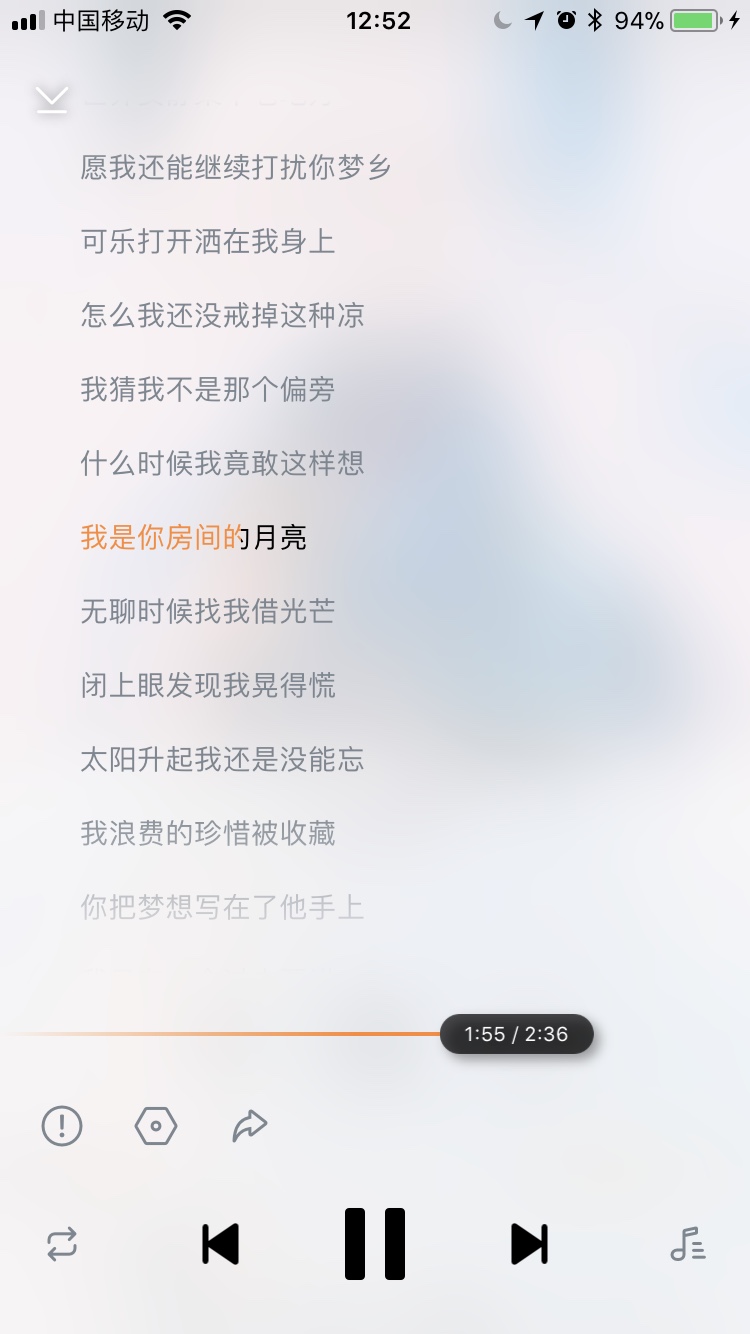 中国移动 12:52 94%
愿我还能继续打扰你梦乡
可乐打开洒在我身上
怎么我还没戒掉这种凉
我猜我不是那个偏旁
什么时候我竟敢这样想
我是你房间的月亮
无聊时候找我借光芒
闭上眼发现我晃得慌
太阳升起我还是没能忘
我浪费的珍惜被收藏
你把梦想写在了他手上
1:55 / 2:36